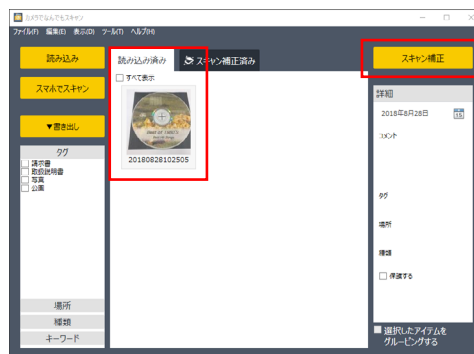 カメラでなんでもスキャン
ファイル(F) 編集(E) 表示(D) ツール(T) ヘルプ(H)
読み込み
スマホでスキャン
▼書き出し
タグ
請求書
取扱説明書
写真
公園
場所
種類
キーワード
読み込み済み
スキャン補正済み
すべて表示
20180828102505
スキャン補正
詳細
2018年8月28日
15
コメント
タグ
場所
種類
保護する
選択したアイテムを
グルーピングする